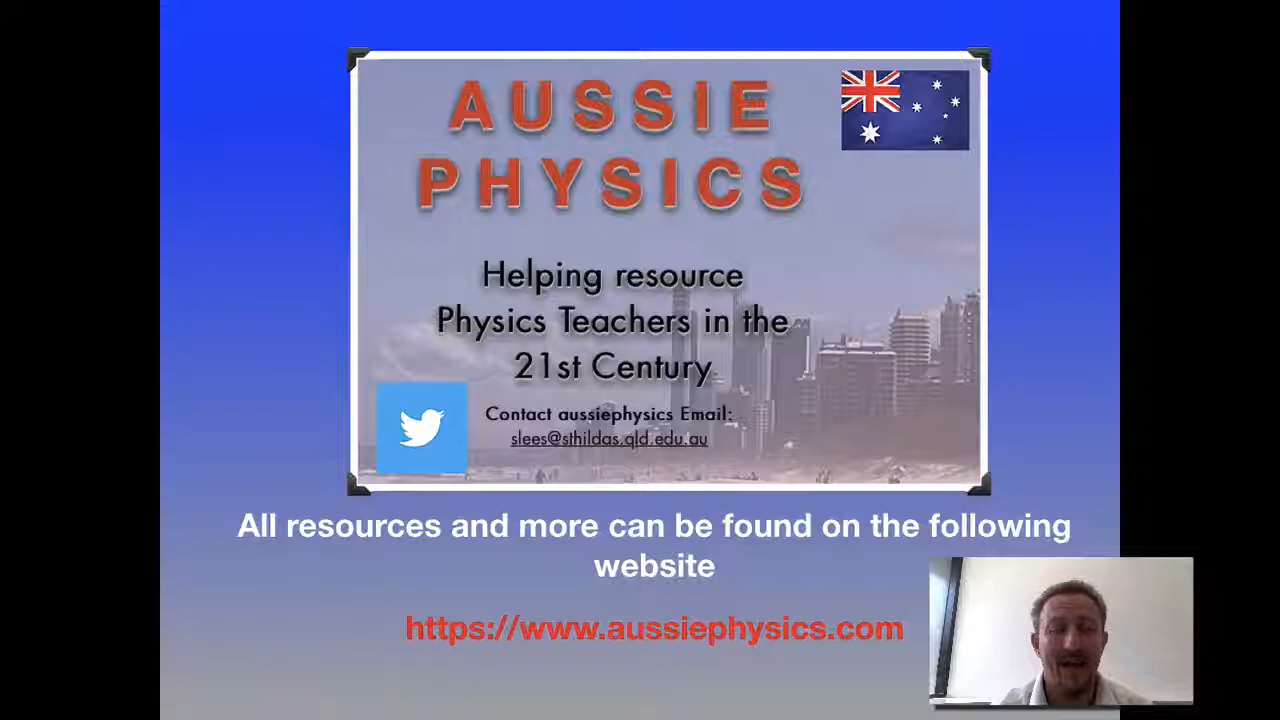 AUSSIE
PHYSICS
Helping resource
Physics Teachers in the
21st Century
Contact aussiephysics Email:
slees@sthildas.qld.edu.au
All resources and more can be found on the following
website
https://www.aussiephysics.com